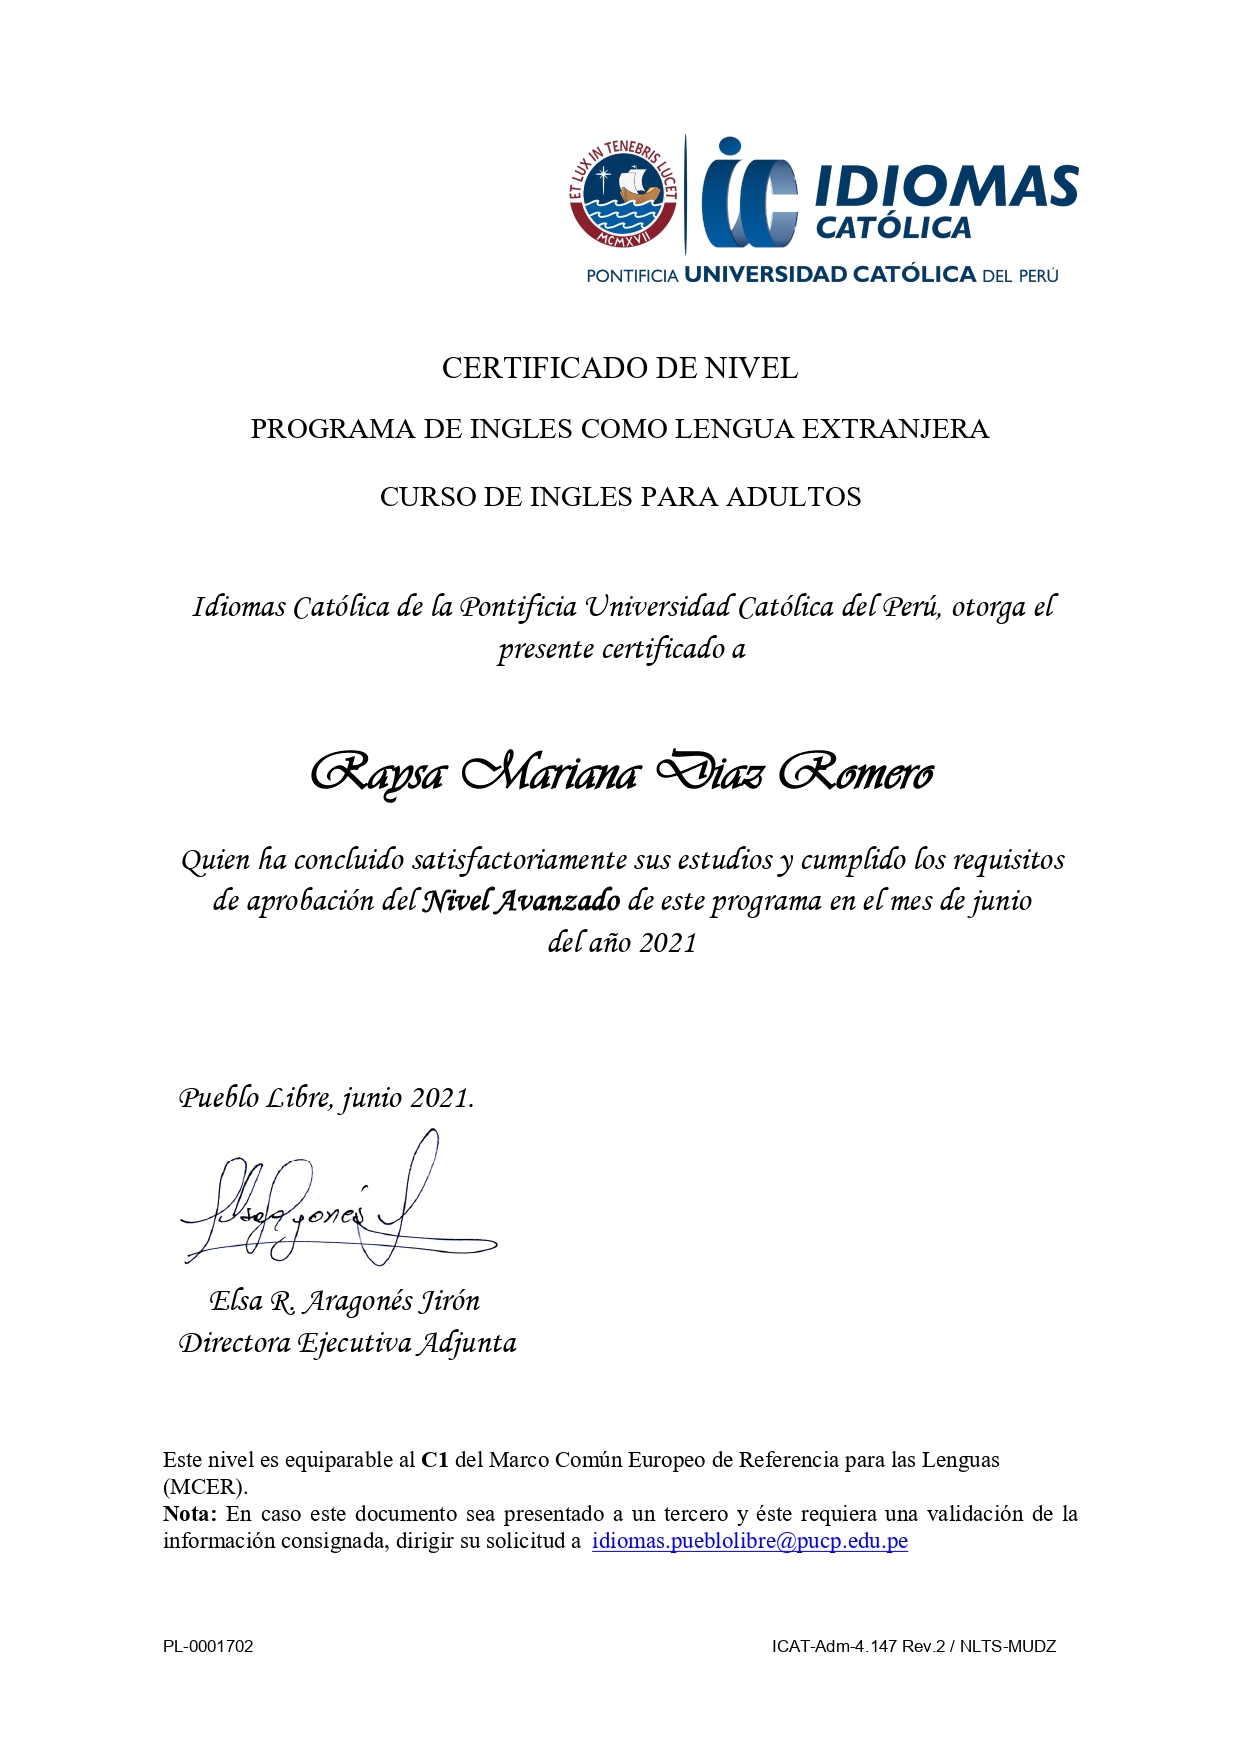 ET LUX IN TENEBRIS LUCET
MCMXVII
IC IDIOMAS
CATÓLICA
PONTIFICIA UNIVERSIDAD CATÓLICA DEL PERÚ
CERTIFICADO DE NIVEL
PROGRAMA DE INGLES COMO LENGUA EXTRANJERA
CURSO DE INGLES PARA ADULTOS
Idiomas Católica de la Pontificia Universidad Católica del Perú, otorga el
presente certificado a
Raysa Mariana Diaz Romero
Quien ha concluido satisfactoriamente sus estudios y cumplido los requisitos
de aprobación del Nivel Avanzado de este programa en el mes de junio
del año 2021
Pueblo Libre, junio 2021.
Elsa R. Aragonés Jirón
Directora Ejecutiva Adjunta
Este nivel es equiparable al C1 del Marco Común Europeo de Referencia para las Lenguas
(MCER).
Nota: En caso este documento sea presentado a un tercero y éste requiera una validación de la
información consignada, dirigir su solicitud a idiomas.pueblolibre@pucp.edu.pe
PL-0001702 ICAT-Adm-4.147 Rev.2 / NLTS-MUDZ